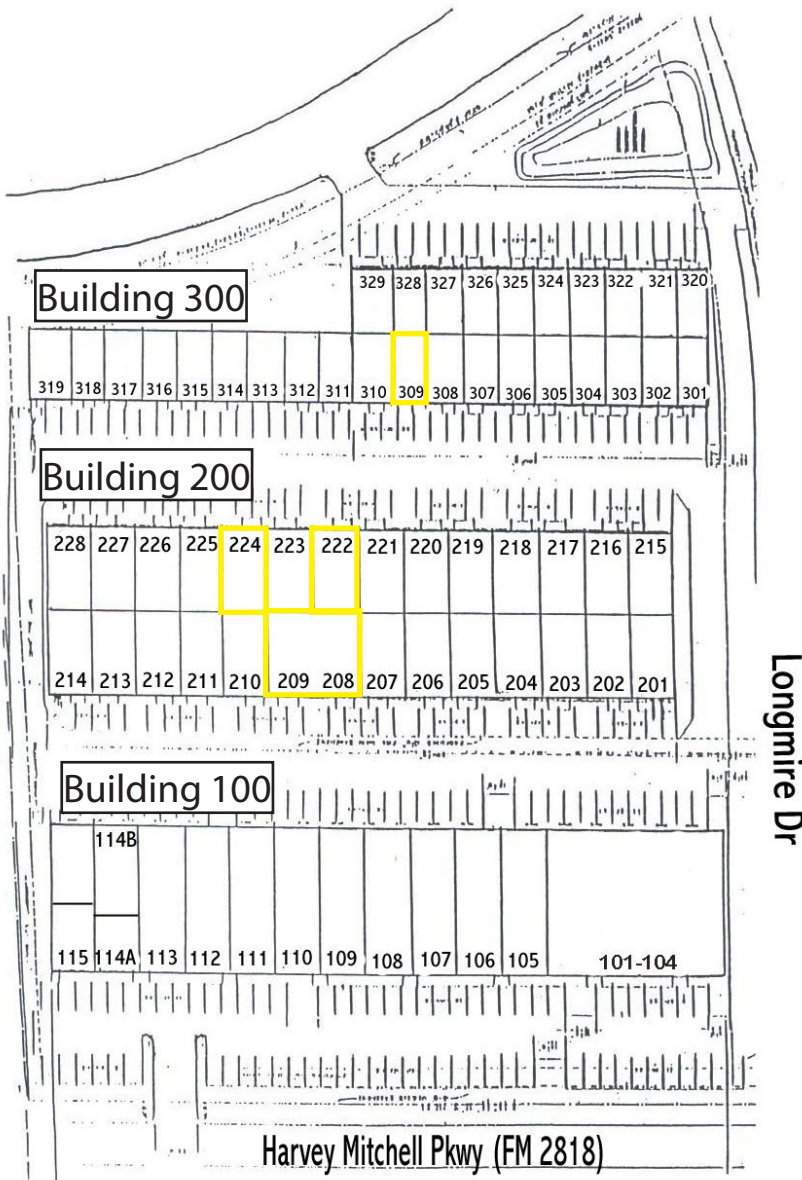 Building 300
329 328 327 326 325 324 323 322 321 320
319 318 317 316 315 314 313 312 311 310 309 308 307 306 305 304 303 302 301
Building 200
228 227 226 225 224 223 222 221 220 219 218 217 216 215
214 213 212 211 210 209 208 207 206 205 204 203 202 201
Longmire Dr
Building 100
114B
115 114A 113 112 111 110 109 108 107 106 105 101-104
Harvey Mitchell Pkwy (FM 2818)